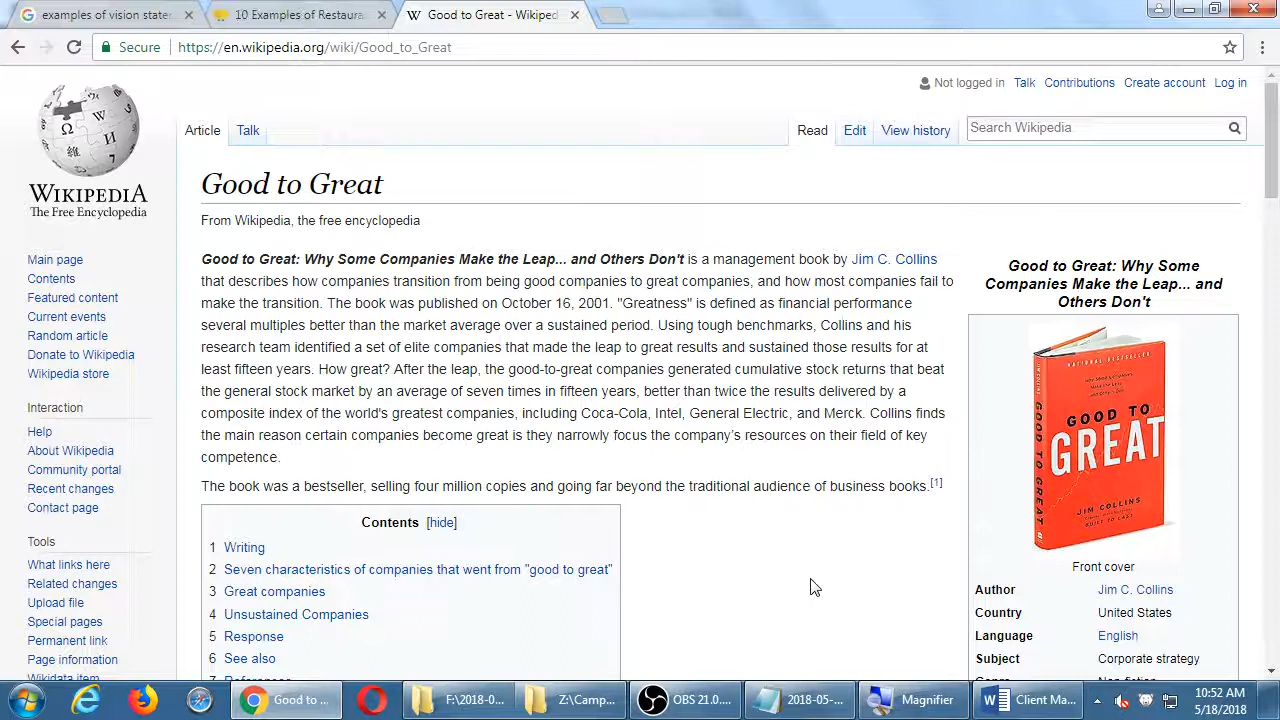 examples of vision stater
10 Examples of Restaura
Good to Great - Wikiped
Secure
https://en.wikipedia.org/wiki/Good_to_Great
Not logged in Talk Contributions Create account Log in
Article Talk
Read Edit View history
Search Wikipedia
WIKIPEDIA
The Free Encyclopedia
Main page
Contents
Featured content
Current events
Random article
Donate to Wikipedia
Wikipedia store
Interaction
Help
About Wikipedia
Community portal
Recent changes
Contact page
Tools
What links here
Related changes
Upload file
Special pages
Permanent link
Page information
Wikidata item
Good to Great
From Wikipedia, the free encyclopedia
Good to Great: Why Some Companies Make the Leap... and Others Don't is a management book by Jim C. Collins
that describes how companies transition from being good companies to great companies, and how most companies fail to
make the transition. The book was published on October 16, 2001. "Greatness" is defined as financial performance
several multiples better than the market average over a sustained period. Using tough benchmarks, Collins and his
research team identified a set of elite companies that made the leap to great results and sustained those results for at
least fifteen years. How great? After the leap, the good-to-great companies generated cumulative stock returns that beat
the general stock market by an average of seven times in fifteen years, better than twice the results delivered by a
composite index of the world's greatest companies, including Coca-Cola, Intel, General Electric, and Merck. Collins finds
the main reason certain companies become great is they narrowly focus the company's resources on their field of key
competence.
The book was a bestseller, selling four million copies and going far beyond the traditional audience of business books.[1]
Contents [hide]
1 Writing
2 Seven characteristics of companies that went from "good to great"
3 Great companies
4 Unsustained Companies
5 Response
6 See also
Good to Great: Why Some
Companies Make the Leap... and
Others Don't
NATIONAL BESTSELLER
GOOD TO
GREAT
JIM COLLINS
GOOD TO GREAT
Front cover
Author Jim C. Collins
Country United States
Language English
Subject Corporate strategy
Good to ...
F:\2018-0...
Z:\Camp...
OBS 21.0....
2018-05-...
Magnifier
Client Ma...
10:52 AM
5/18/2018